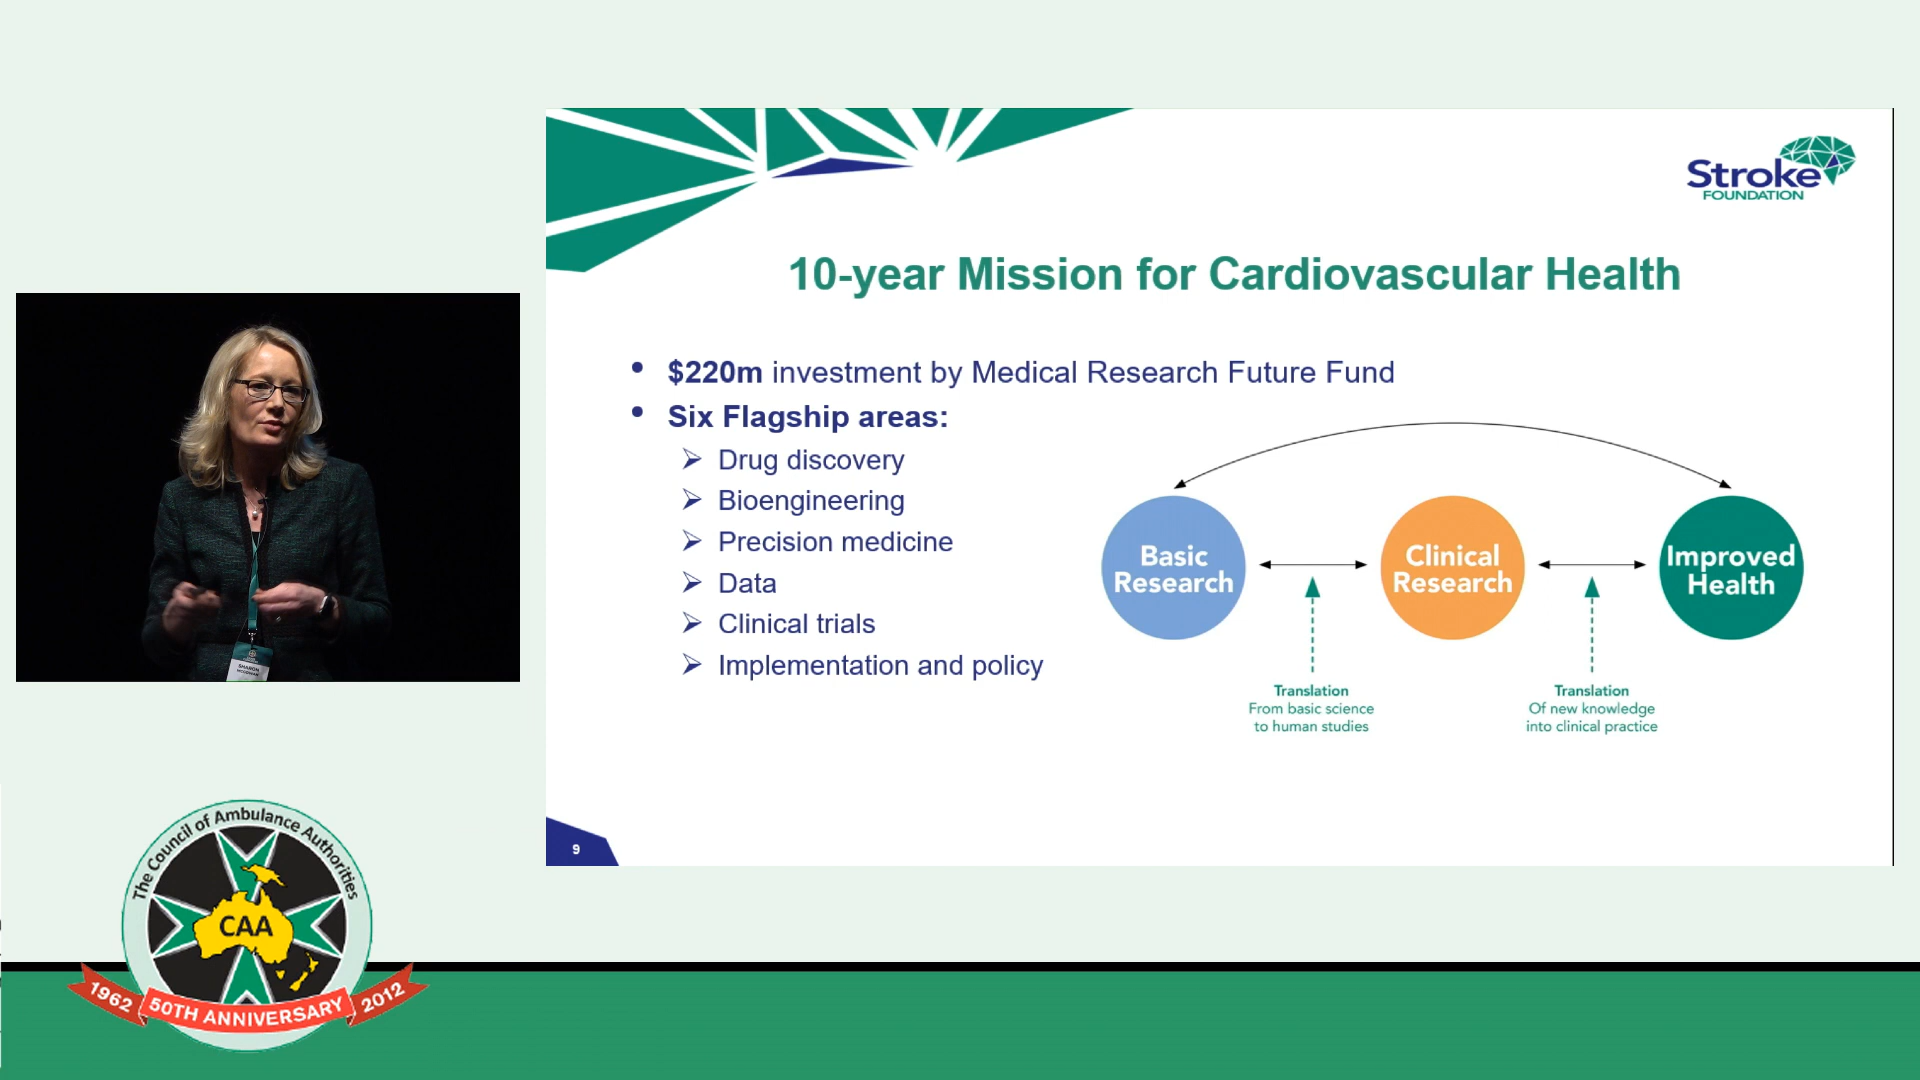 Stroke
FOUNDATION
10-year Mission for Cardiovascular Health
• $220m investment by Medical Research Future Fund
• Six Flagship areas:
➢ Drug discovery
➢ Bioengineering
➢ Precision medicine
➢ Data
➢ Clinical trials
➢ Implementation and policy
Basic
Research
Clinical
Research
Improved
Health
Translation
From basic science
to human studies
Translation
Of new knowledge
into clinical practice
9
SHARON
The Council of Ambulance Authorities
CAA
1962 50TH ANNIVERSARY 2012